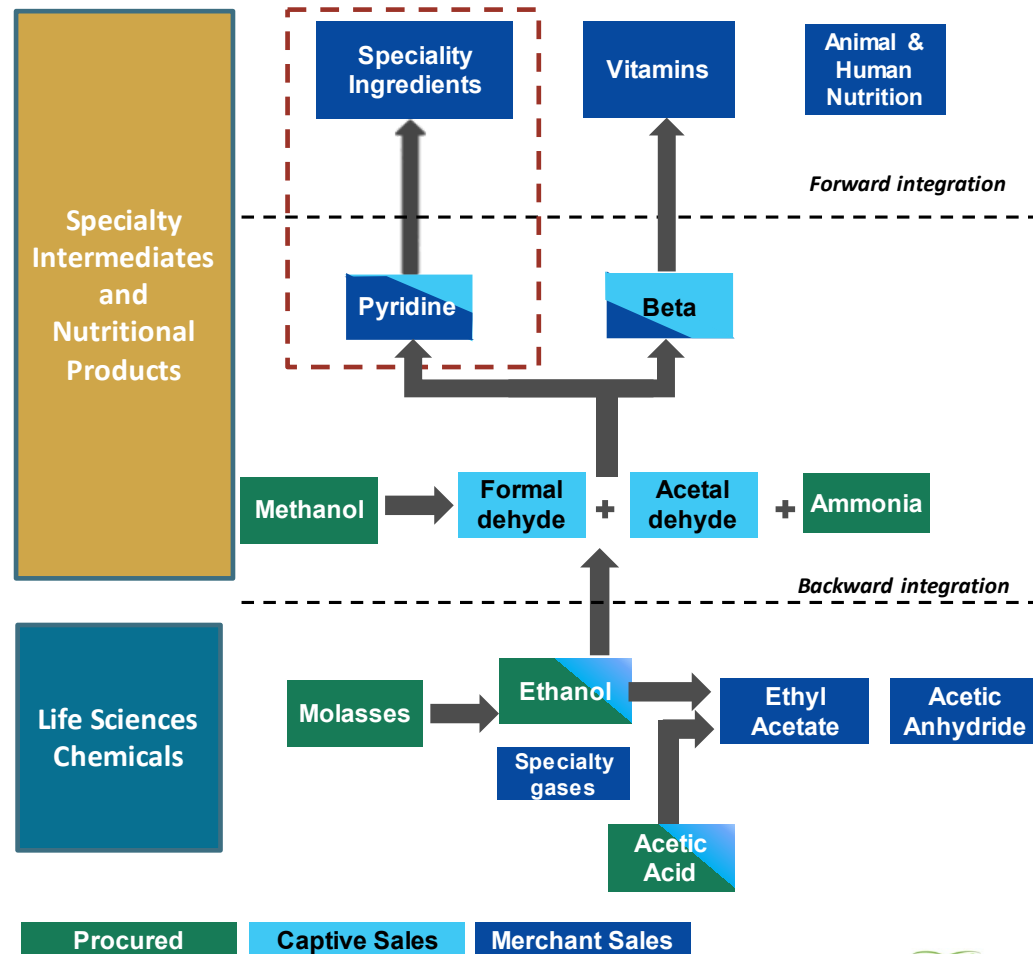 Speciality
Ingredients
Vitamins
Animal &
Human
Nutrition
Forward integration
Specialty
Intermediates
and
Nutritional
Products
Pyridine
Beta
Methanol
Formal
dehyde
+
Acetal
dehyde
+
Ammonia
Backward integration
Life Sciences
Chemicals
Molasses
Ethanol
Ethyl
Acetate
Acetic
Anhydride
Specialty
gases
Acetic
Acid
Procured
Captive Sales
Merchant Sales